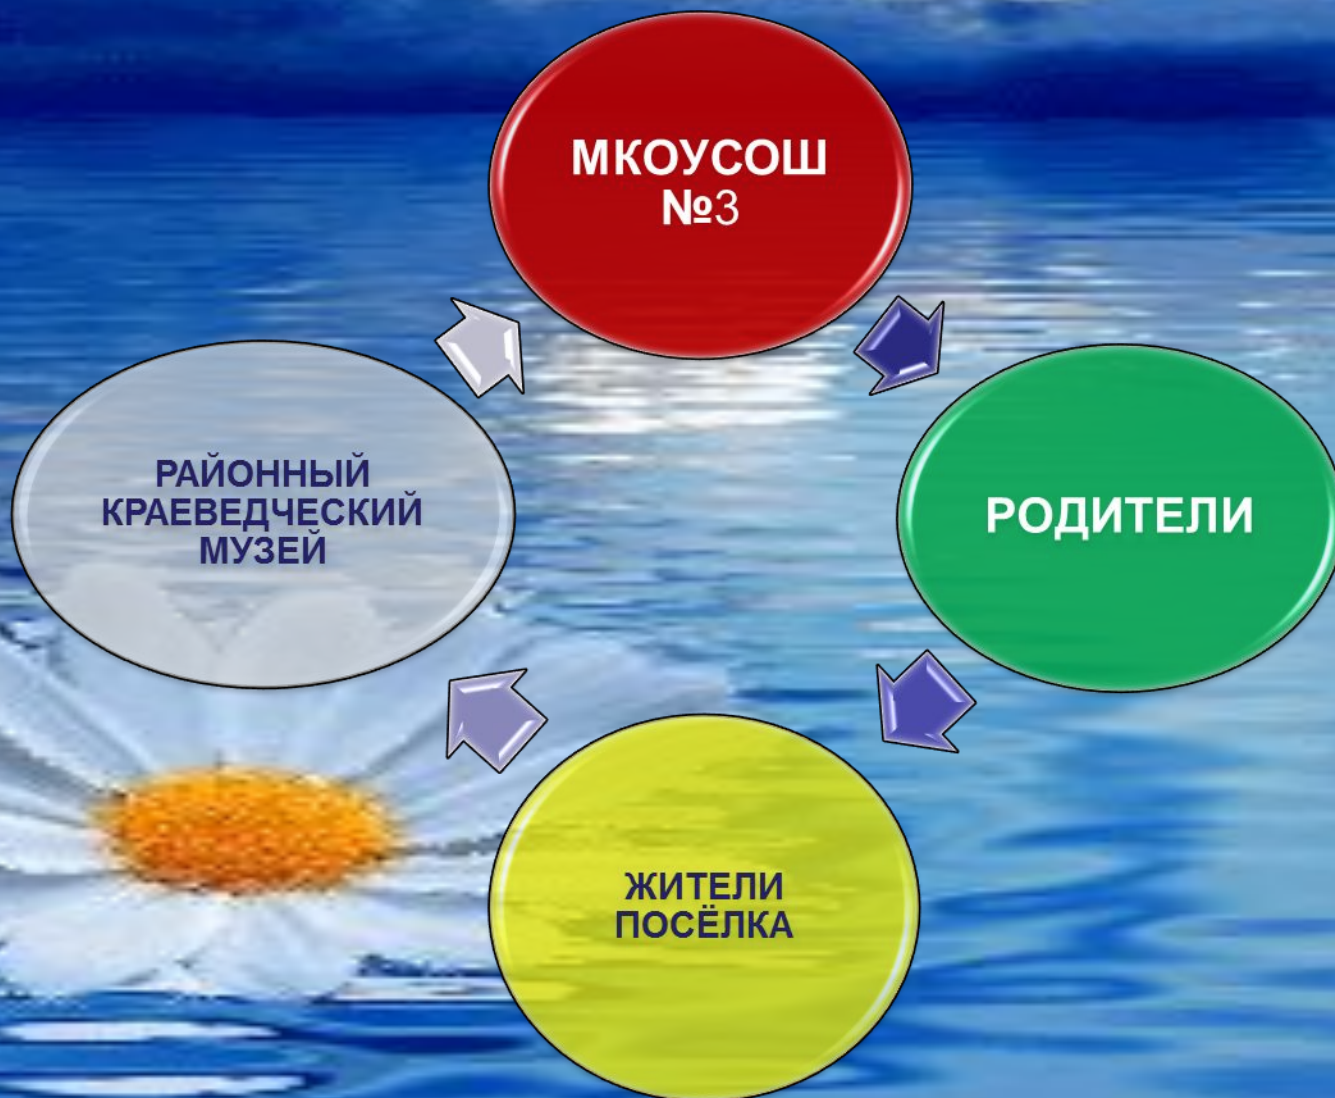 МКОУСОШ
№3
РОДИТЕЛИ
ЖИТЕЛИ
ПОСЁЛКА
РАЙОННЫЙ
КРАЕВЕДЧЕСКИЙ
МУЗЕЙ